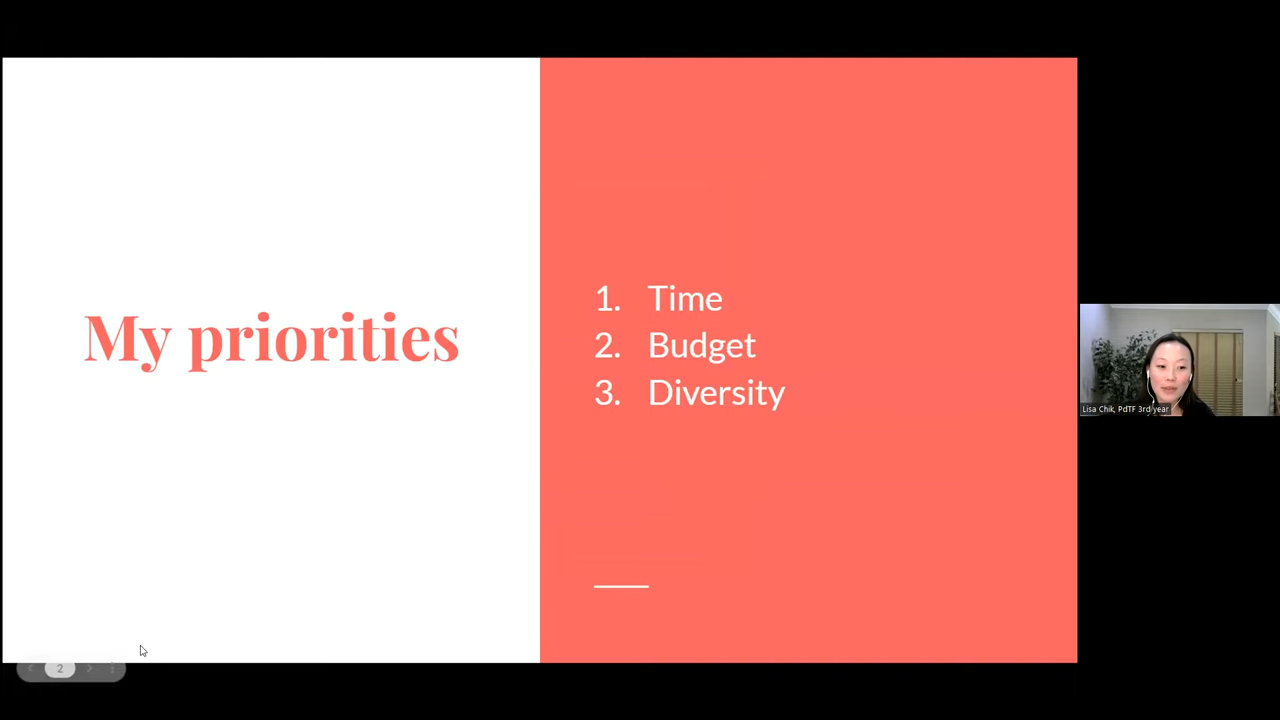 My priorities
1. Time
2. Budget
3. Diversity
Lisa Chik, PdTF 3rd year
2